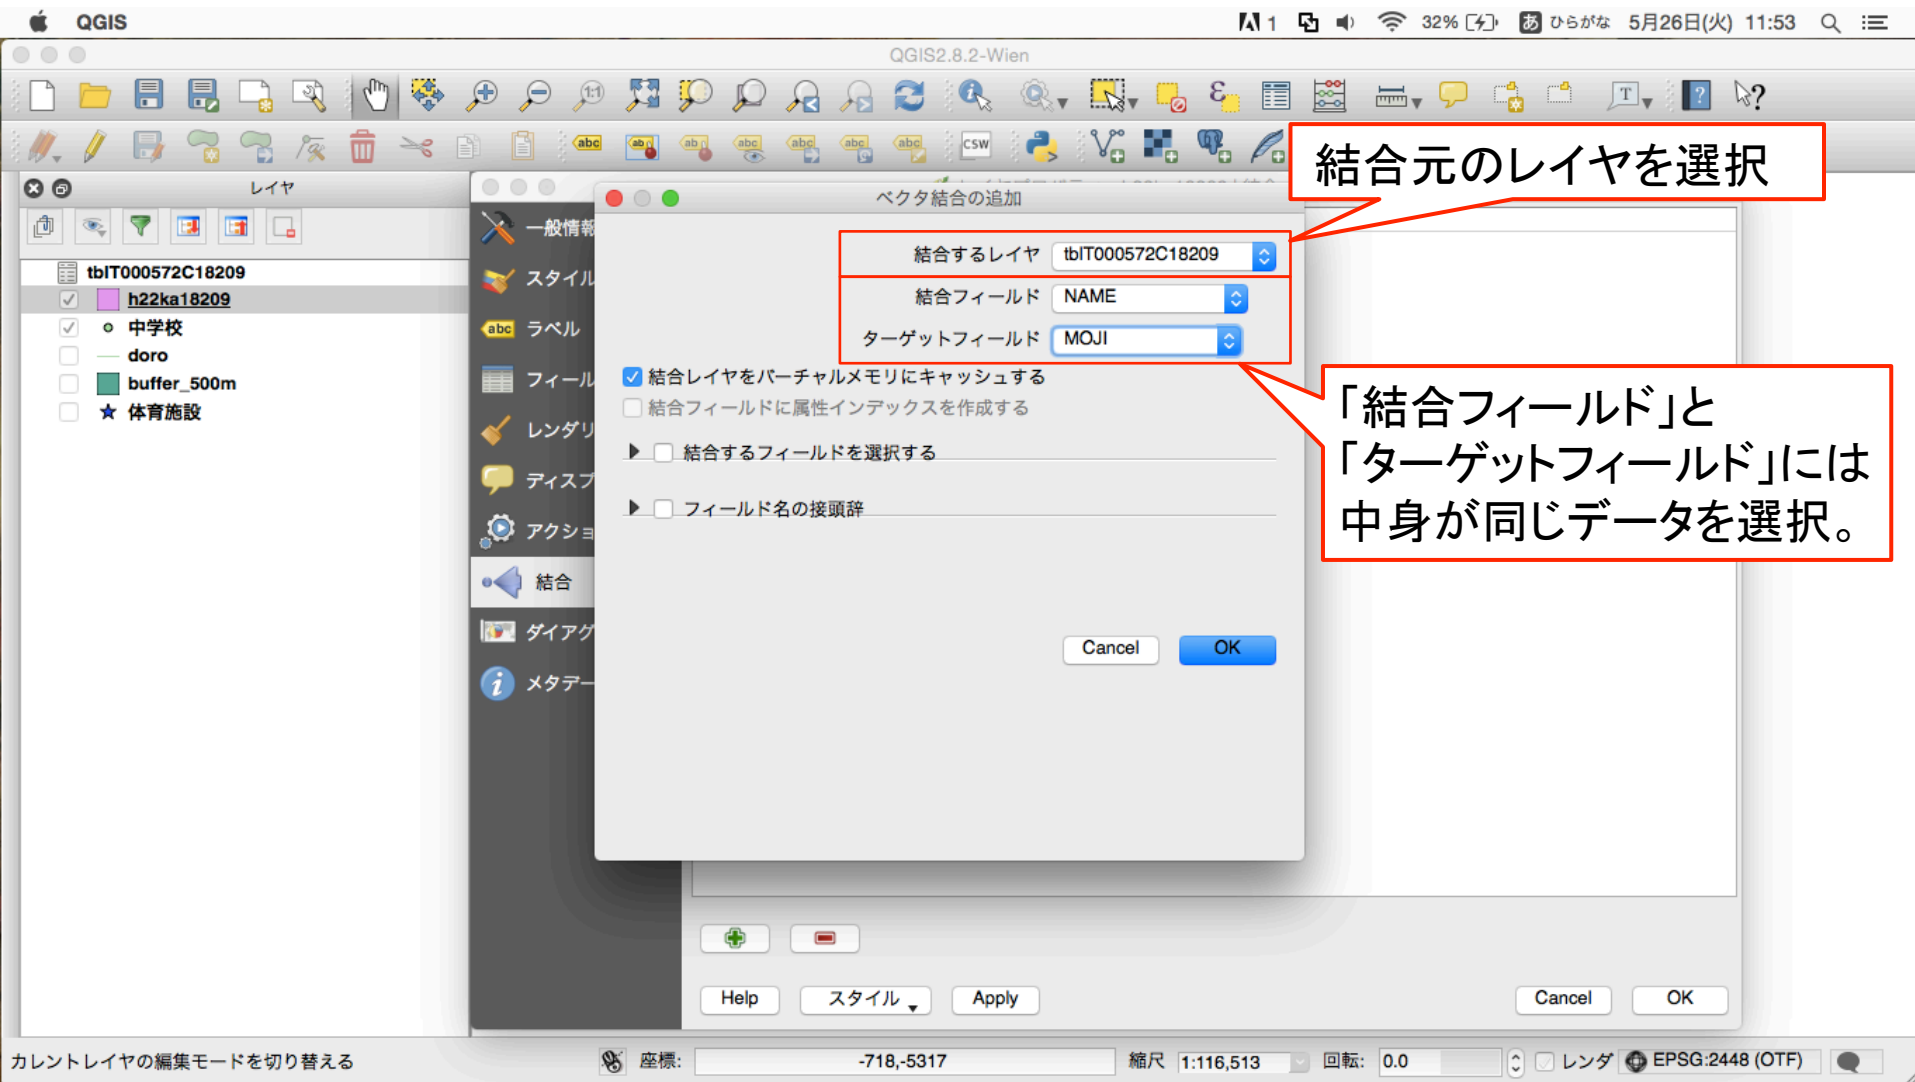 QGIS
1
32%
あ ひらがな 5月26日(火) 11:53
QGIS2.8.2-Wien
1:1
T
?
?
abc
CSW
結合元のレイヤを選択
レイヤ
ベクタ結合の追加
tblT000572C18209
h22ka18209
中学校
doro
buffer_500m
体育施設
一般情報
スタイル
abc ラベル
フィール
レンダリ
ディスプ
アクショ
結合
ダイアグ
メタデー
結合するレイヤ tblT000572C18209
結合フィールド NAME
ターゲットフィールド MOJI
結合レイヤをバーチャルメモリにキャッシュする
結合フィールドに属性インデックスを作成する
結合するフィールドを選択する
フィールド名の接頭辞
「結合フィールド」と
「ターゲットフィールド」には
中身が同じデータを選択。
Cancel OK
Help スタイル Apply Cancel OK
カレントレイヤの編集モードを切り替える 座標: -718,-5317 縮尺 1:116,513 回転: 0.0 レンダ EPSG:2448 (OTF)